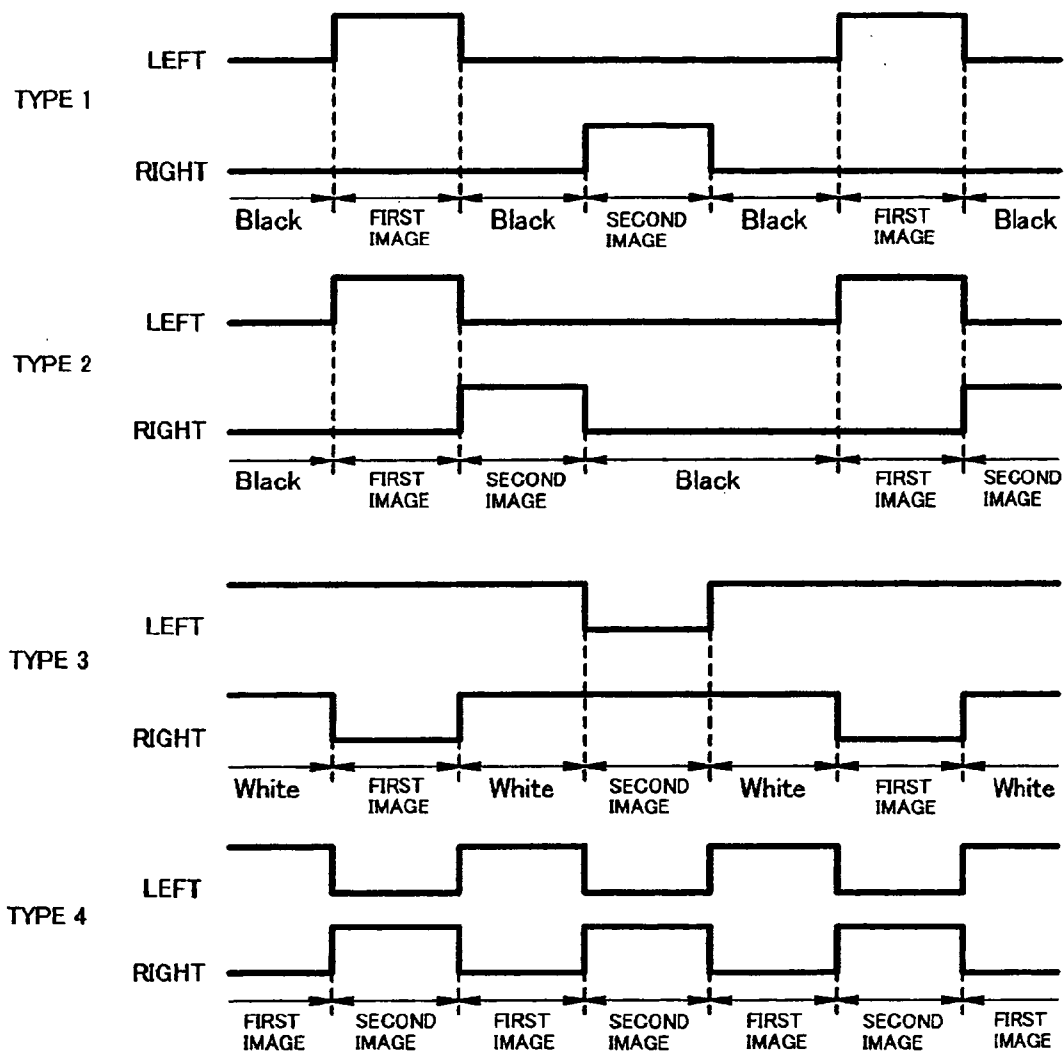 LEFT
TYPE 1
RIGHT
Black FIRST IMAGE Black SECOND IMAGE Black FIRST IMAGE Black
LEFT
TYPE 2
RIGHT
Black FIRST IMAGE SECOND IMAGE Black FIRST IMAGE SECOND IMAGE
LEFT
TYPE 3
RIGHT
White FIRST IMAGE White SECOND IMAGE White FIRST IMAGE White
LEFT
TYPE 4
RIGHT
FIRST IMAGE SECOND IMAGE FIRST IMAGE SECOND IMAGE FIRST IMAGE SECOND IMAGE FIRST IMAGE